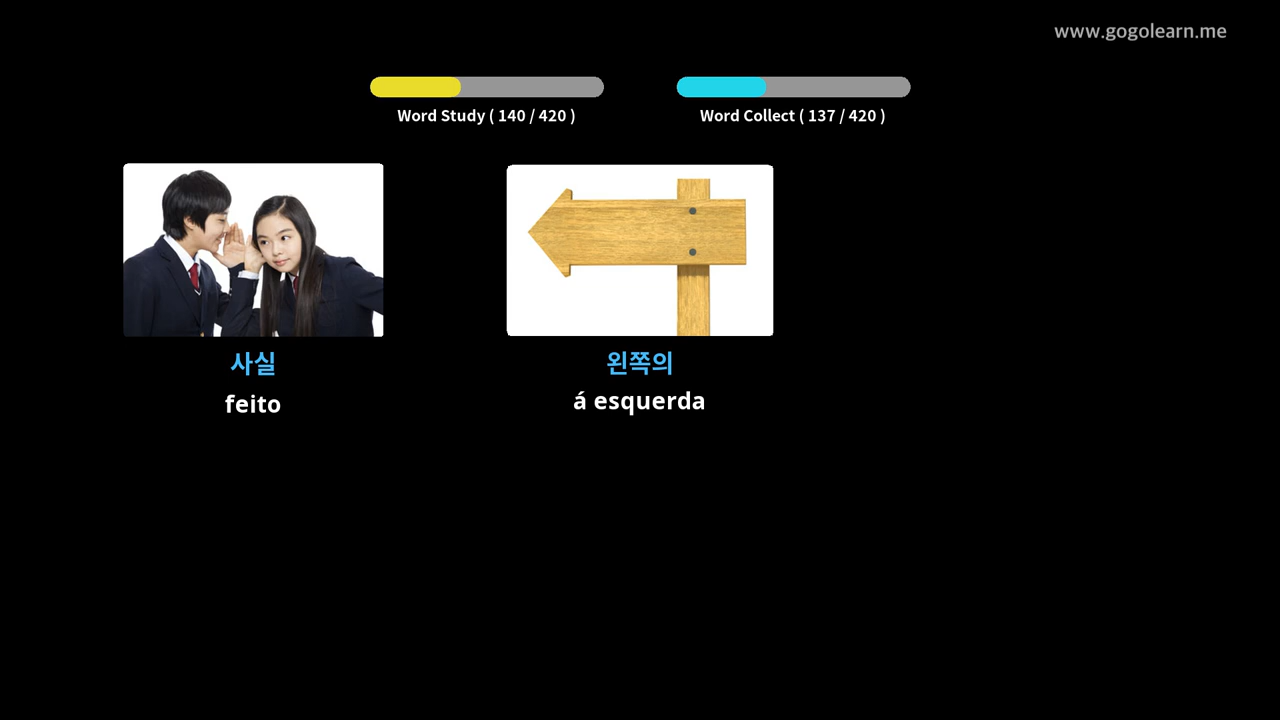 www.gogolearn.me
Word Study ( 140 / 420 )
Word Collect ( 137 / 420 )
사실
feito
왼쪽의
á esquerda